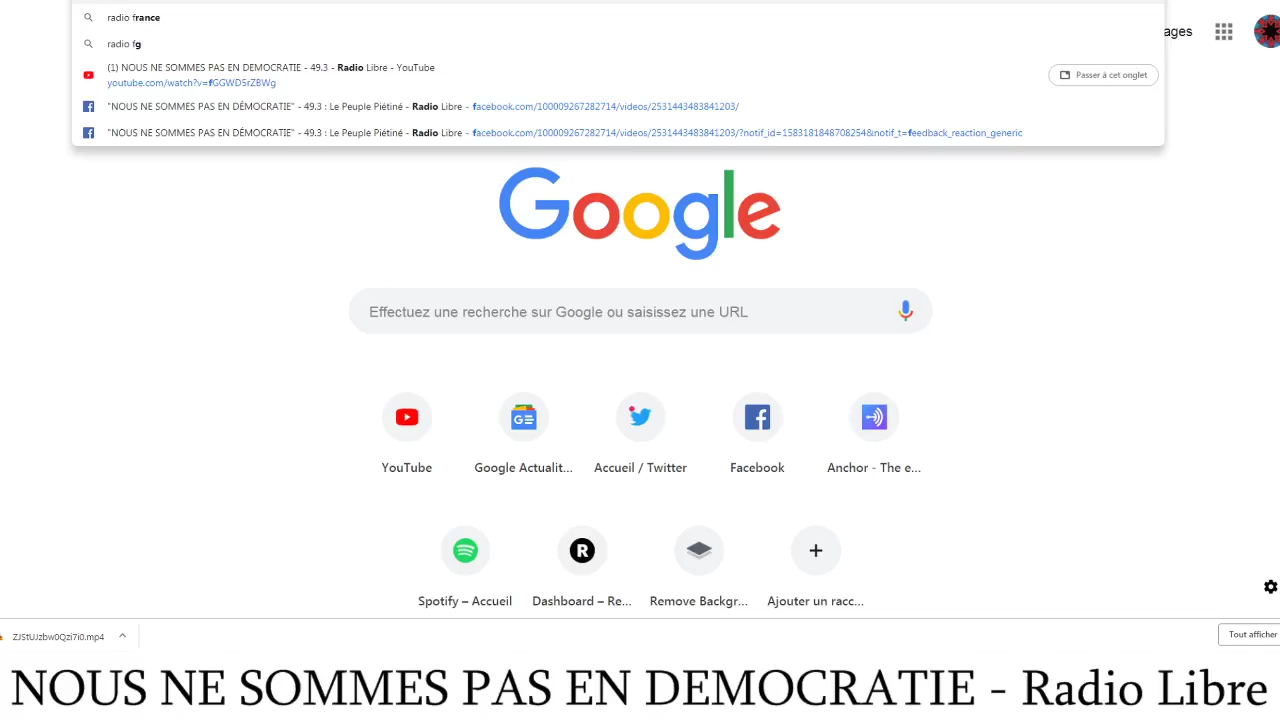 radio france
radio fg
(1) NOUS NE SOMMES PAS EN DEMOCRATIE - 49.3 - Radio Libre - YouTube
youtube.com/watch?v=fGGWD5rZBWg
Passer à cet onglet
"NOUS NE SOMMES PAS EN DÉMOCRATIE" - 49.3 : Le Peuple Piétiné - Radio Libre - facebook.com/100009267282714/videos/2531443483841203/
"NOUS NE SOMMES PAS EN DÉMOCRATIE" - 49.3 : Le Peuple Piétiné - Radio Libre - facebook.com/100009267282714/videos/2531443483841203/?notif_id=1583181848708254&notif_t=feedback_reaction_generic
ages
Google
Effectuez une recherche sur Google ou saisissez une URL
YouTube
Google Actualit...
Accueil / Twitter
Facebook
Anchor - The e...
Spotify – Accueil
Dashboard – Re...
Remove Backgr...
Ajouter un racc...
ZJStUJzbw0Qzi7i0.mp4
Tout afficher
NOUS NE SOMMES PAS EN DEMOCRATIE - Radio Libre